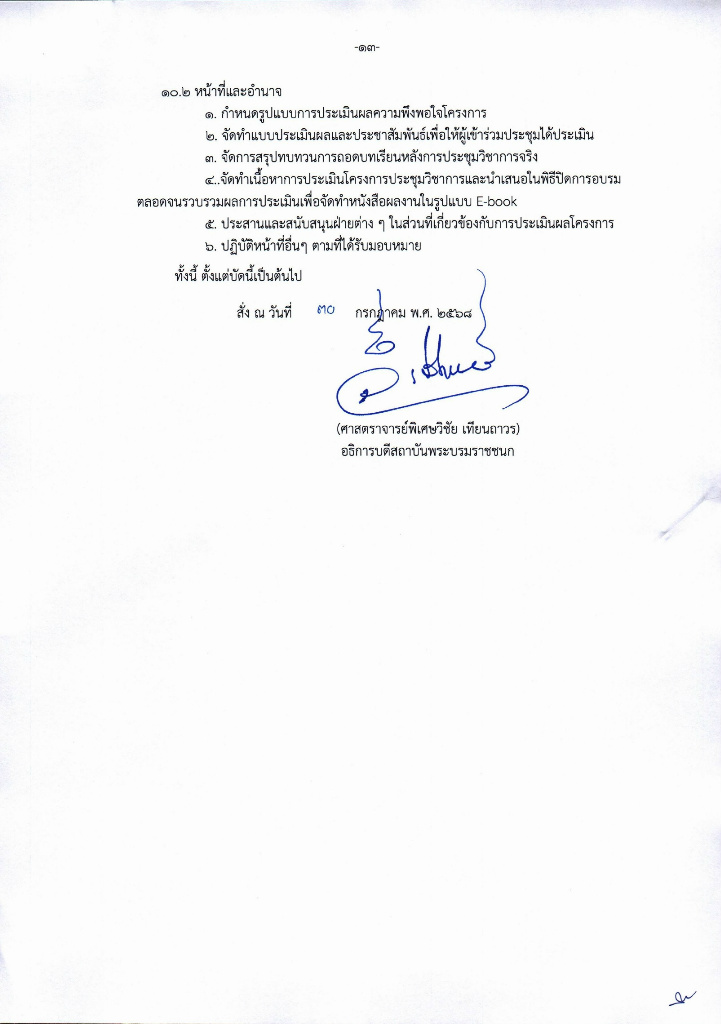 -๑๓-
๑๐.๒ หน้าที่และอำนาจ
๑. กำหนดรูปแบบการประเมินผลความพึงพอใจโครงการ
๒. จัดทำแบบประเมินผลและประชาสัมพันธ์เพื่อให้ผู้เข้าร่วมประชุมได้ประเมิน
๓. จัดการสรุปทบทวนการถอดบทเรียนหลังการประชุมวิชาการจริง
๔..จัดทำเนื้อหาการประเมินโครงการประชุมวิชาการและนำเสนอในพิธีปิดการอบรม
ตลอดจนรวบรวมผลการประเมินเพื่อจัดทำหนังสือผลงานในรูปแบบ E-book
๕. ประสานและสนับสนุนฝ่ายต่าง ๆ ในส่วนที่เกี่ยวข้องกับการประเมินผลโครงการ
๖. ปฏิบัติหน้าที่อื่นๆ ตามที่ได้รับมอบหมาย
ทั้งนี้ ตั้งแต่บัดนี้เป็นต้นไป
สั่ง ณ วันที่ ๓๐ กรกฎาคม พ.ศ. ๒๕๖๘
(ศาสตราจารย์พิเศษวิชัย เทียนถาวร)
อธิการบดีสถาบันพระบรมราชชนก